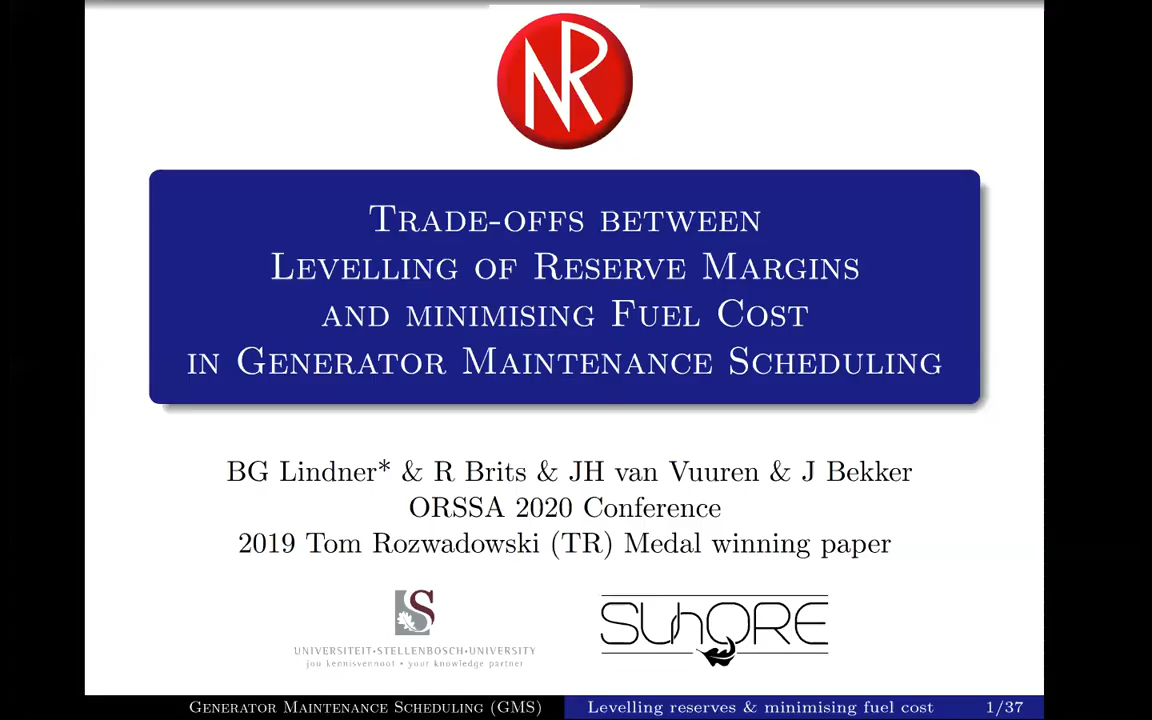 NR
Trade-offs between
Levelling of Reserve Margins
and minimising Fuel Cost
in Generator Maintenance Scheduling
BG Lindner* & R Brits & JH van Vuuren & J Bekker
ORSSA 2020 Conference
2019 Tom Rozwadowski (TR) Medal winning paper
S
UNIVERSITEIT•STELLENBOSCH•UNIVERSITY
jou kennisvennoot • your knowledge partner
SUnORE
Generator Maintenance Scheduling (GMS)
Levelling reserves & minimising fuel cost
1/37